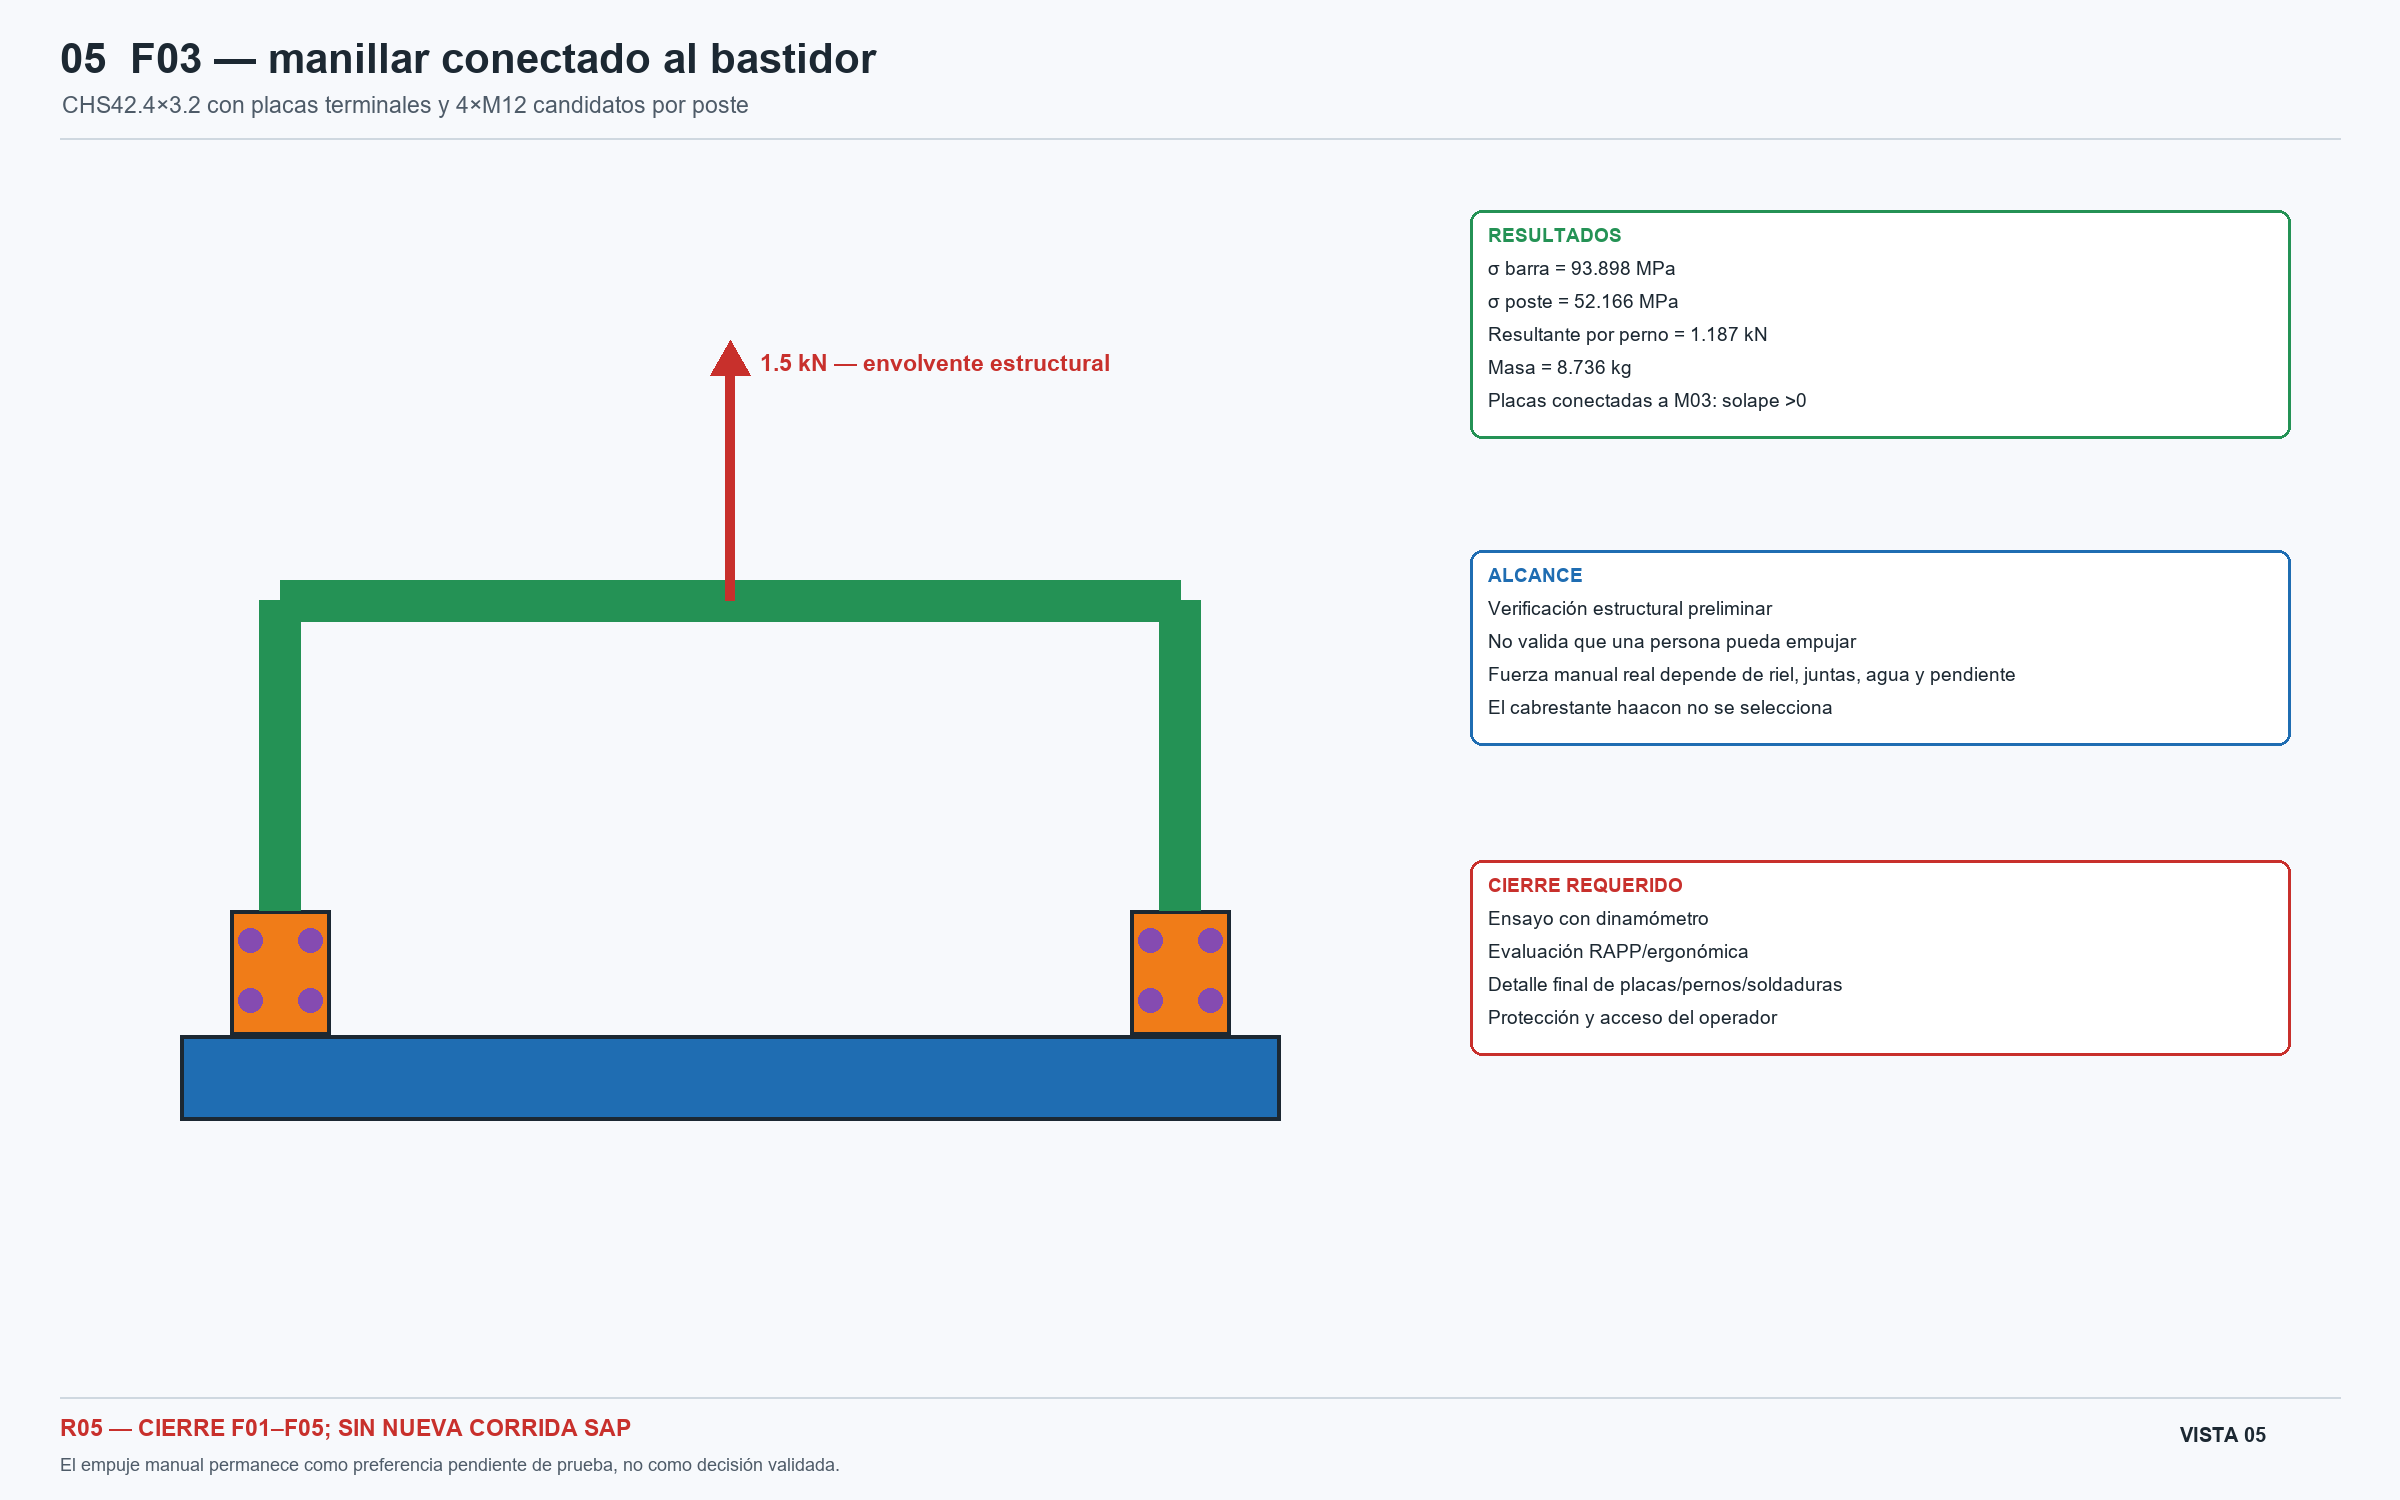 05 F03 — manillar conectado al bastidor
CHS42.4×3.2 con placas terminales y 4×M12 candidatos por poste
1.5 kN — envolvente estructural
RESULTADOS
σ barra = 93.898 MPa
σ poste = 52.166 MPa
Resultante por perno = 1.187 kN
Masa = 8.736 kg
Placas conectadas a M03: solape >0
ALCANCE
Verificación estructural preliminar
No valida que una persona pueda empujar
Fuerza manual real depende de riel, juntas, agua y pendiente
El cabrestante haacon no se selecciona
CIERRE REQUERIDO
Ensayo con dinamómetro
Evaluación RAPP/ergonómica
Detalle final de placas/pernos/soldaduras
Protección y acceso del operador
R05 — CIERRE F01–F05; SIN NUEVA CORRIDA SAP
El empuje manual permanece como preferencia pendiente de prueba, no como decisión validada.
VISTA 05